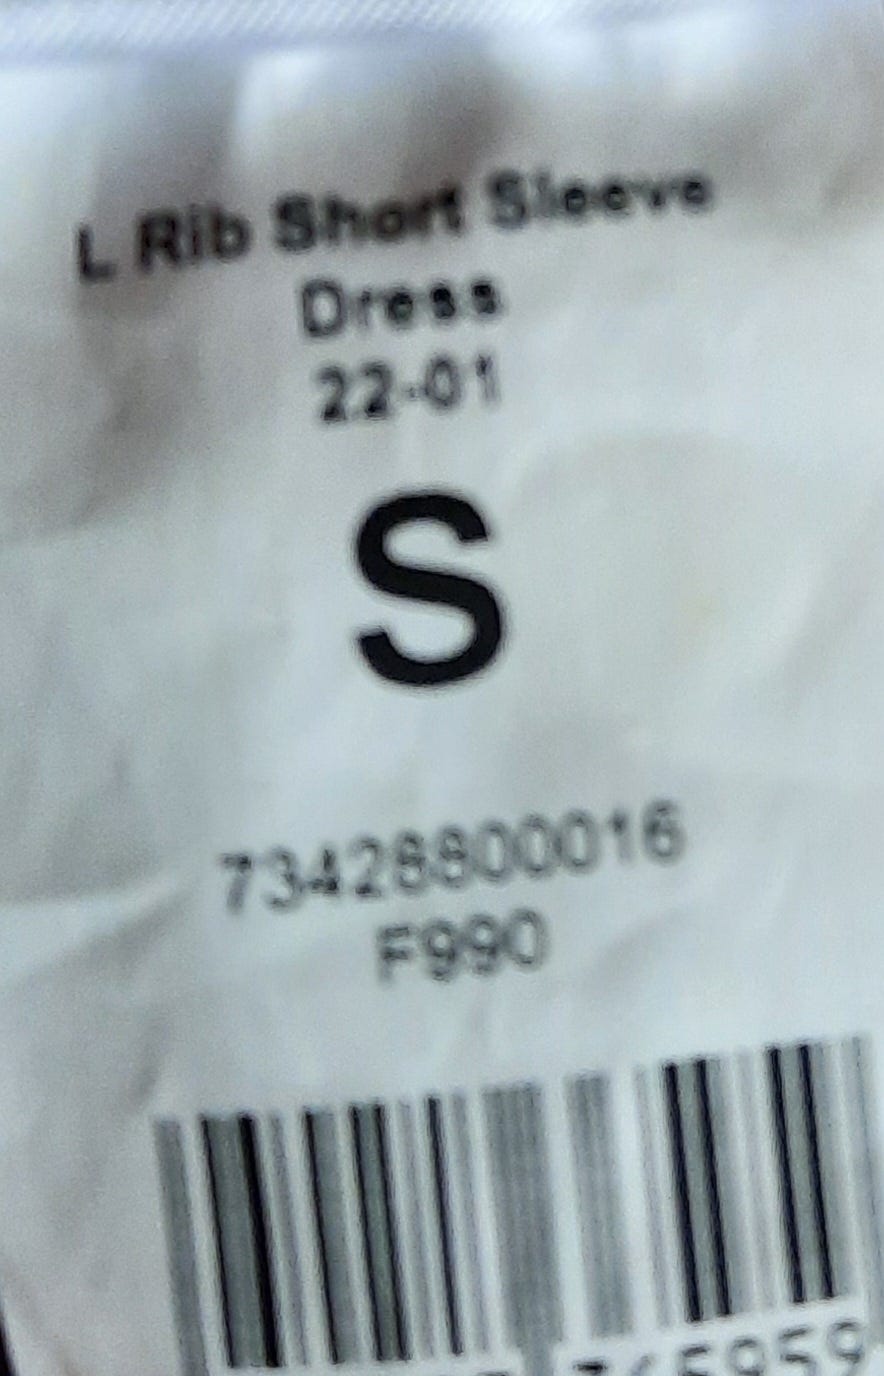 L Rib Short Sleeve
Dress
22-01
S
73428800016
F990